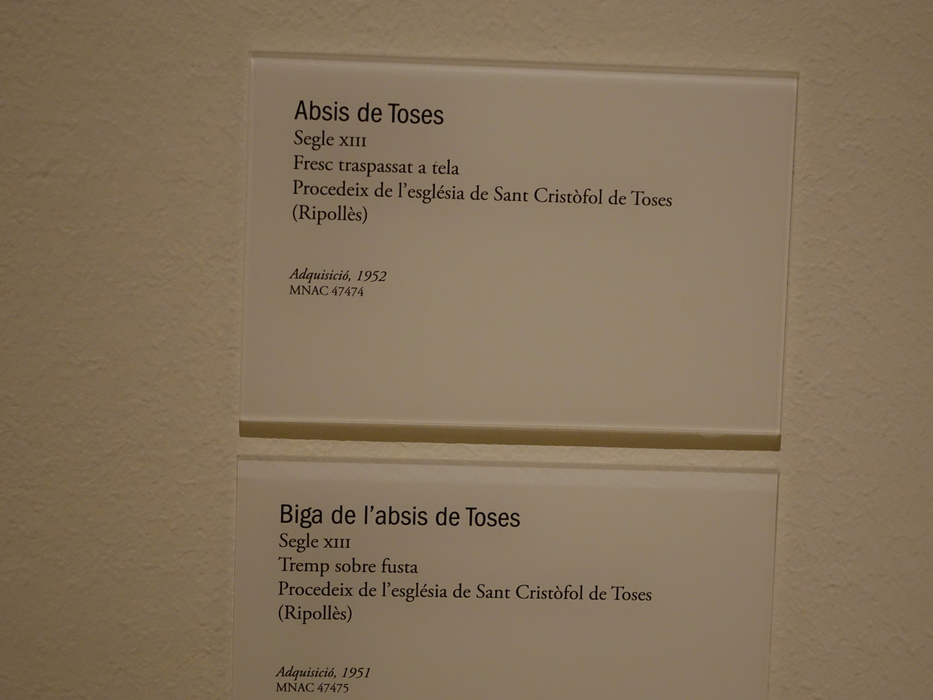 Absis de Toses
Segle XIII
Fresc traspassat a tela
Procedeix de l'església de Sant Cristòfol de Toses
(Ripollès)
Adquisició, 1952
MNAC 47474
Biga de l'absis de Toses
Segle XIII
Tremp sobre fusta
Procedeix de l'església de Sant Cristòfol de Toses
(Ripollès)
Adquisició, 1951
MNAC 47475